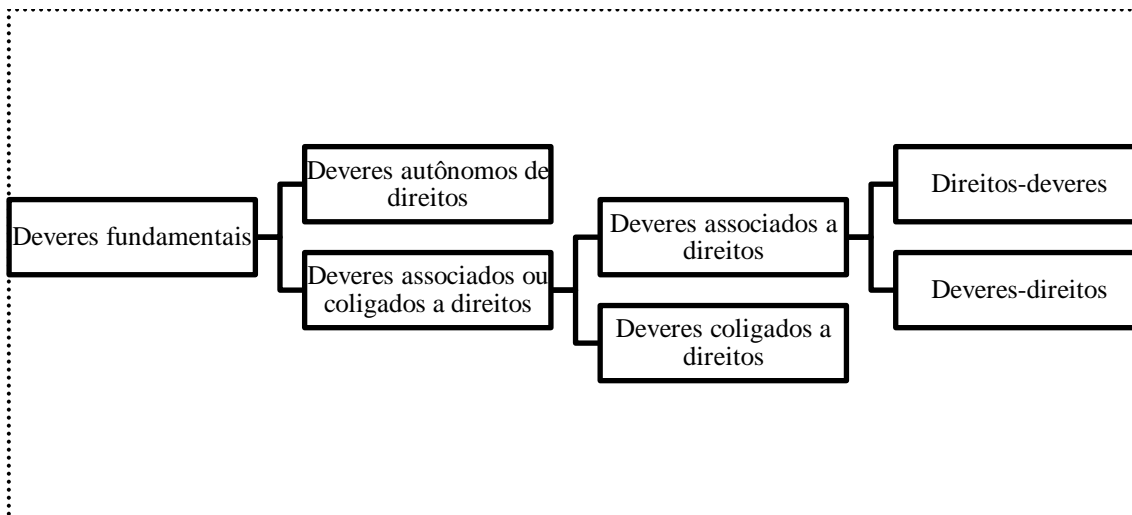 Deveres fundamentais
Deveres autônomos de
direitos
Deveres associados ou
coligados a direitos
Deveres associados a
direitos
Deveres coligados a
direitos
Direitos-deveres
Deveres-direitos